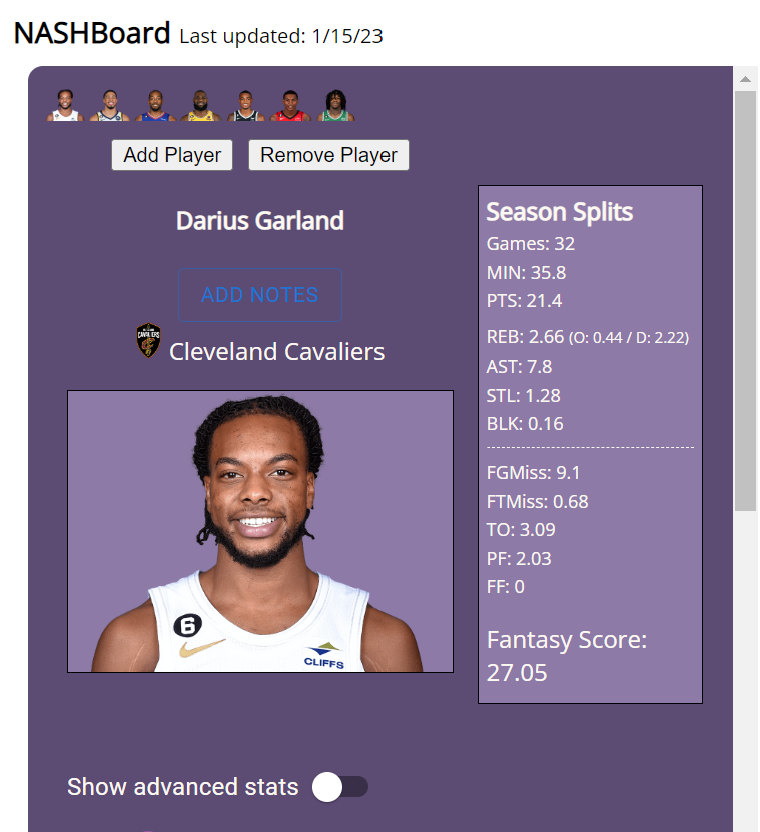 NASHBoard Last updated: 1/15/23
Add Player Remove Player
Darius Garland
ADD NOTES
Cleveland Cavaliers
6
CLIFFS
Season Splits
Games: 32
MIN: 35.8
PTS: 21.4
REB: 2.66 (O: 0.44 / D: 2.22)
AST: 7.8
STL: 1.28
BLK: 0.16
FGMiss: 9.1
FTMiss: 0.68
TO: 3.09
PF: 2.03
FF: 0
Fantasy Score:
27.05
Show advanced stats